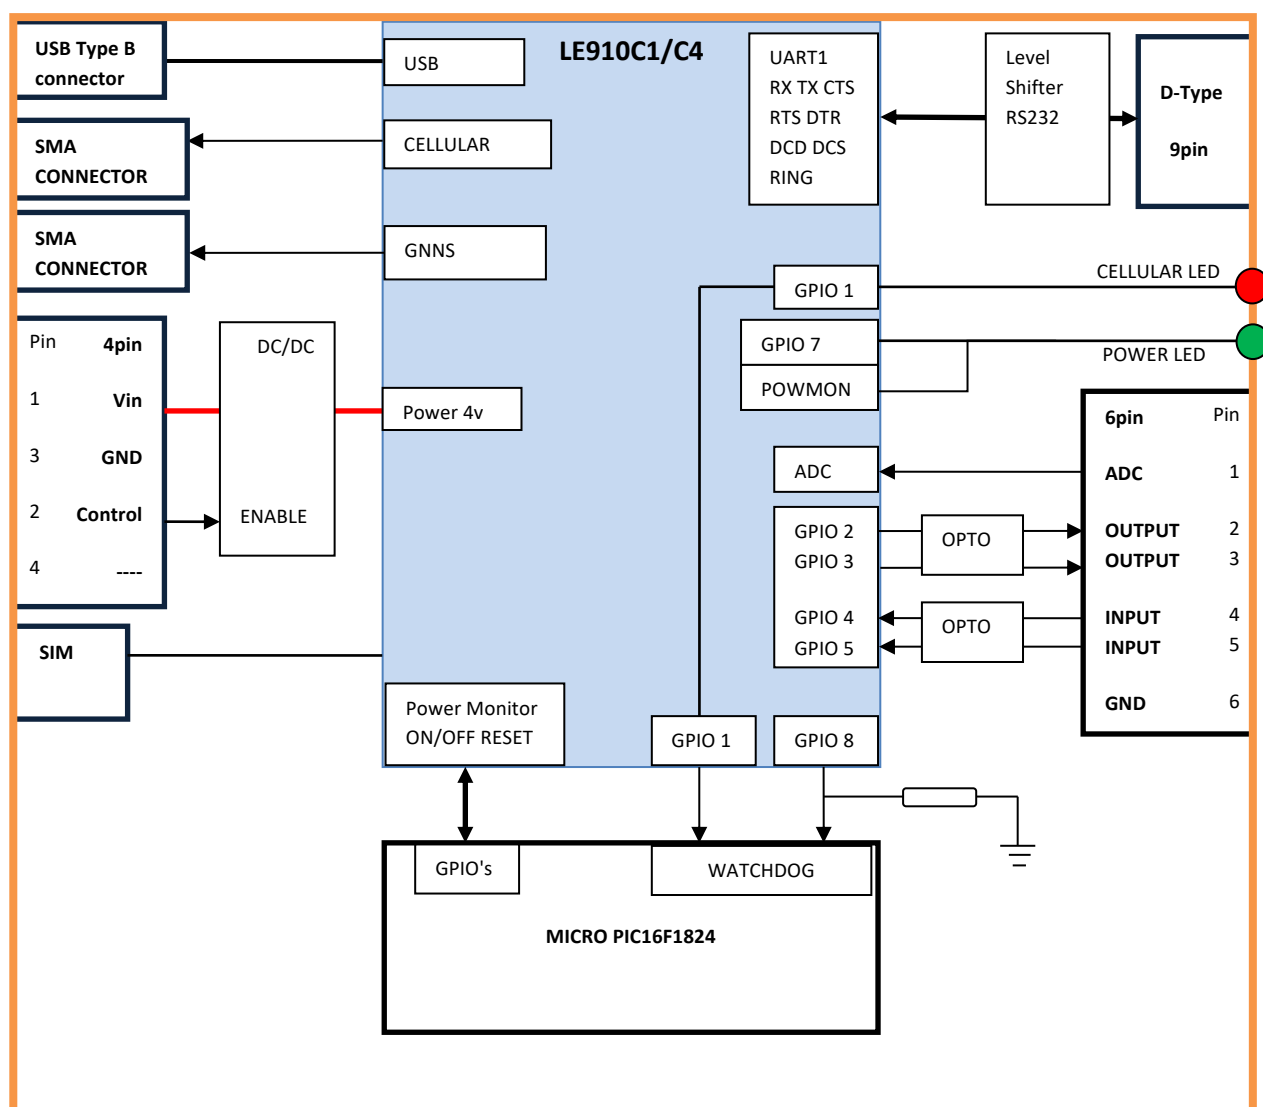 LE910C1/C4
USB Type B
connector
USB
SMA
CONNECTOR
CELLULAR
SMA
CONNECTOR
GNNS
UART1
RX TX CTS
RTS DTR
DCD DCS
RING
Level
Shifter
RS232
D-Type
9pin
GPIO 1
CELLULAR LED
GPIO 7
POWMON
POWER LED
Pin 4pin
1 Vin
3 GND
2 Control
4 ----
DC/DC
ENABLE
Power 4v
6pin Pin
ADC 1
OUTPUT 2
OUTPUT 3
INPUT 4
INPUT 5
GND 6
ADC
GPIO 2
GPIO 3
GPIO 4
GPIO 5
OPTO
OPTO
SIM
Power Monitor
ON/OFF RESET
GPIO 1
GPIO 8
GPIO's
WATCHDOG
MICRO PIC16F1824